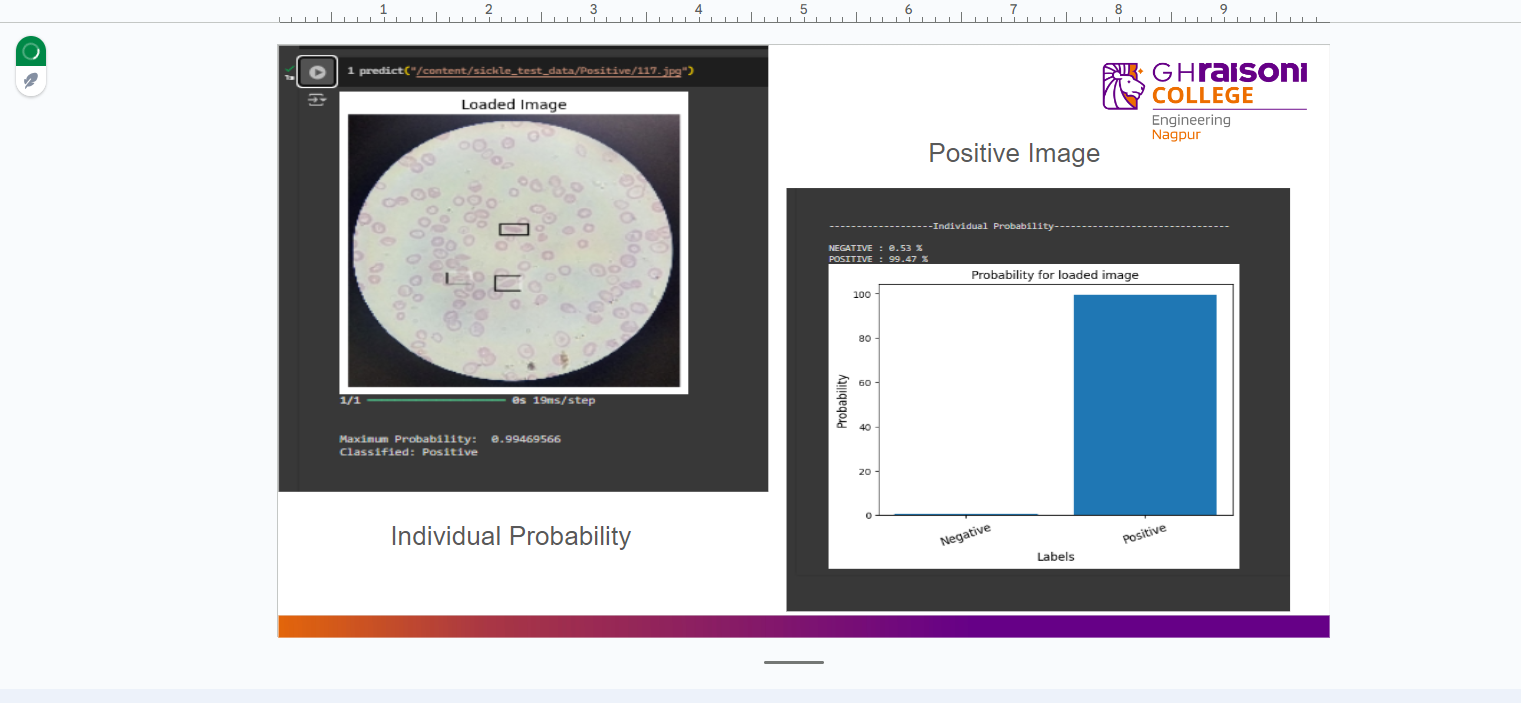 1 2 3 4 5 6 7 8 9
1 predict("/content/sickle_test_data/Positive/117.jpg")
Loaded Image
1/1 0s 19ms/step
Maximum Probability: 0.99469566
Classified: Positive
Individual Probability
GHraisoni
COLLEGE
Engineering
Nagpur
Positive Image
-------------------Individual Probability--------------------------------
NEGATIVE : 0.53 %
POSITIVE : 99.47 %
Probability for loaded image
100
80
60
40
20
0
Probability
Negative Positive
Labels